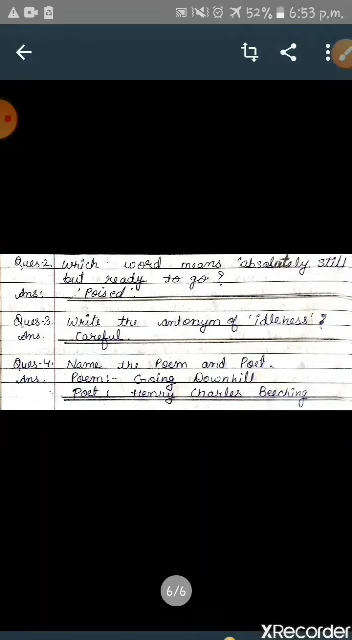 52% 6:53 p.m.
Ques-2. which word means 'absolutely still
but ready to go ?
Ans: 'Poised'
Ques-3. Write the antonym of 'idleness' ?
Ans. Careful.
Ques-4. Name the Poem and Poet.
Ans. Poem:- Going Downhill
Poet : Henry Charles Beeching
6/6
XRecorder